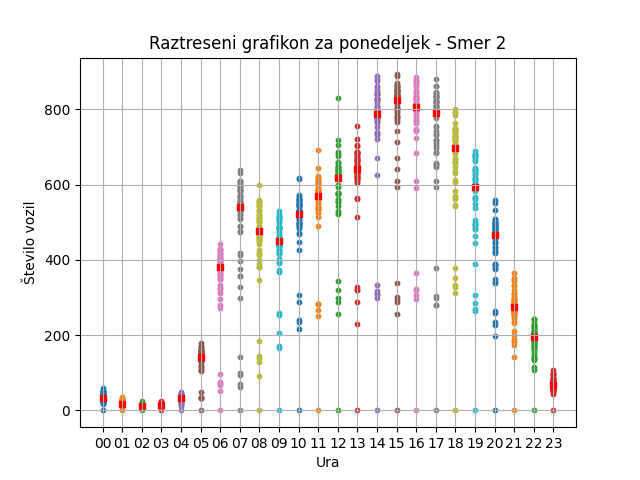 Raztreseni grafikon za ponedeljek - Smer 2
Število vozil
800
600
400
200
0
00 01 02 03 04 05 06 07 08 09 10 11 12 13 14 15 16 17 18 19 20 21 22 23
Ura